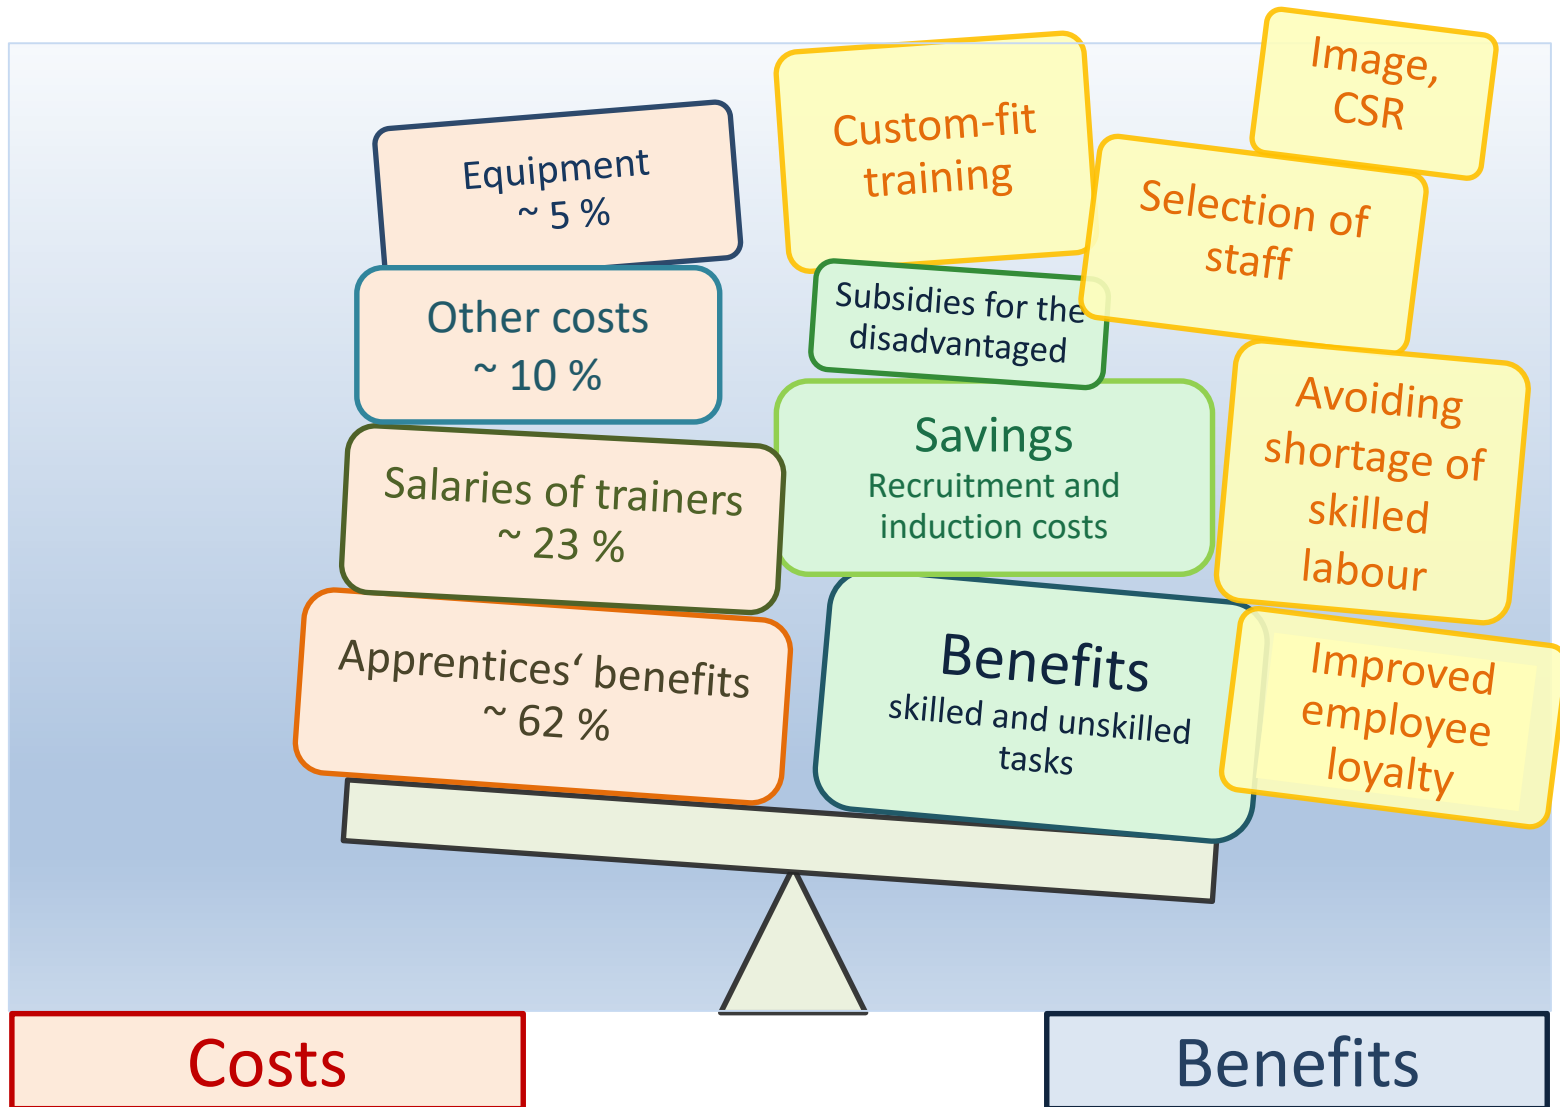 Equipment
~ 5 %
Other costs
~ 10 %
Salaries of trainers
~ 23 %
Apprentices‘ benefits
~ 62 %
Custom-fit
training
Subsidies for the
disadvantaged
Savings
Recruitment and
induction costs
Benefits
skilled and unskilled
tasks
Image,
CSR
Selection of
staff
Avoiding
shortage of
skilled
labour
Improved
employee
loyalty
Costs
Benefits